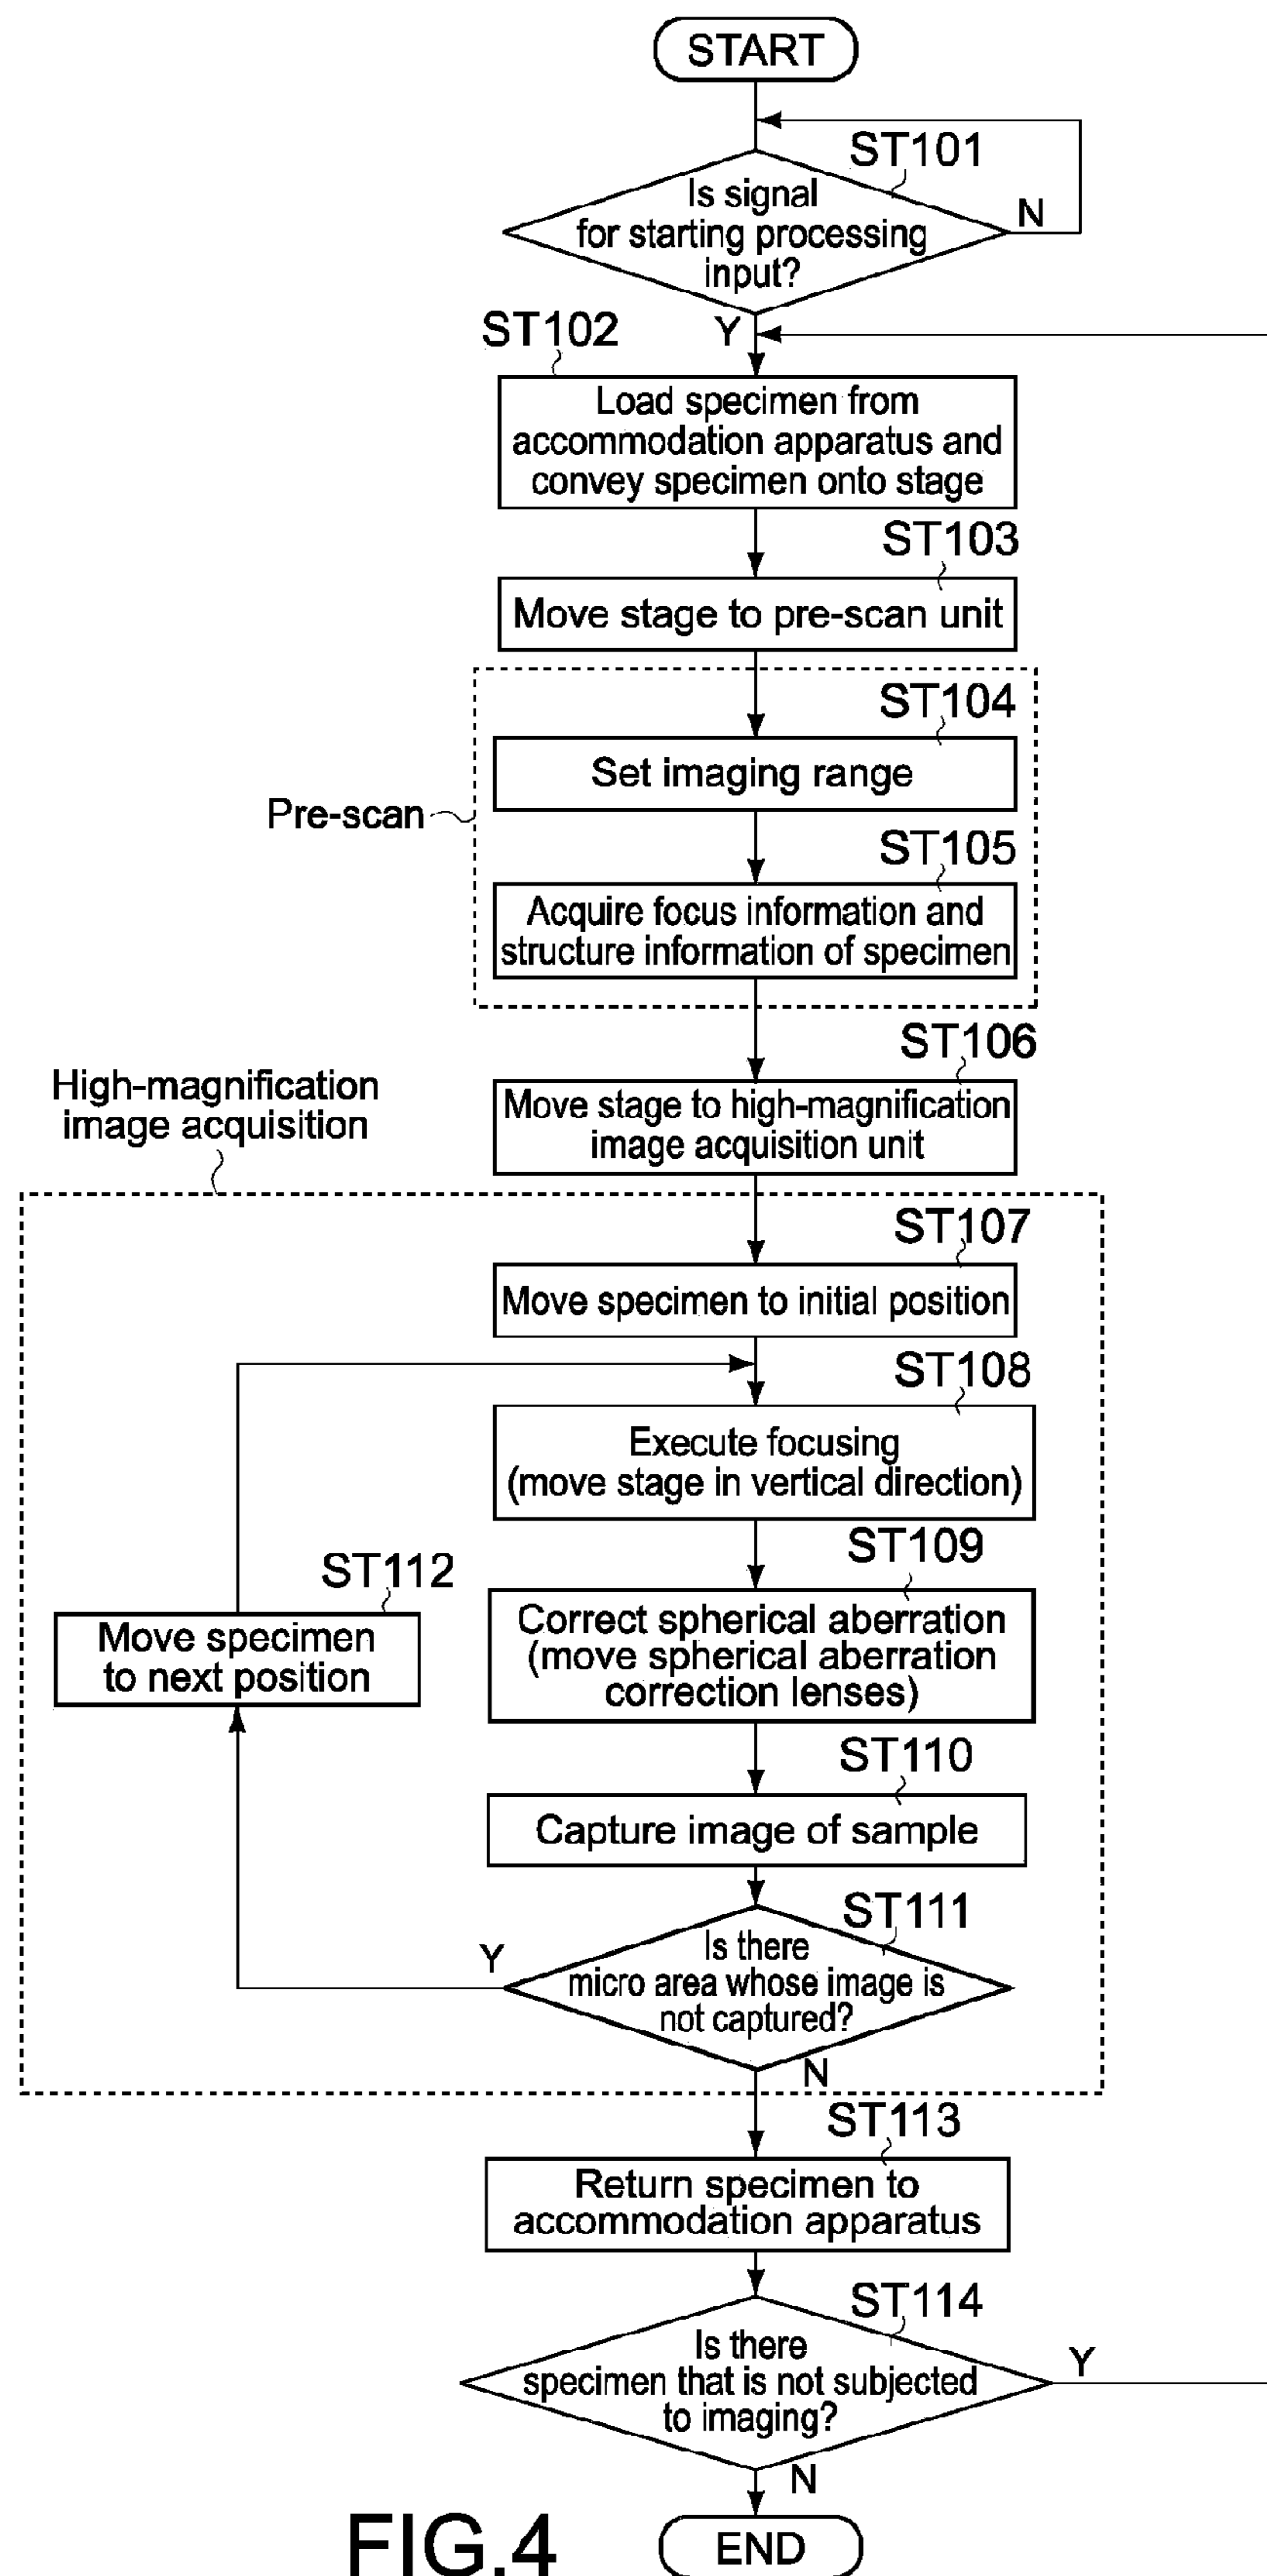 START
ST101
Is signal
for starting processing
input?
N
Y
ST102
Load specimen from
accommodation apparatus and
convey specimen onto stage
ST103
Move stage to pre-scan unit
Pre-scan
ST104
Set imaging range
ST105
Acquire focus information and
structure information of specimen
ST106
Move stage to high-magnification
image acquisition unit
High-magnification
image acquisition
ST107
Move specimen to initial position
ST108
Execute focusing
(move stage in vertical direction)
ST109
Correct spherical aberration
(move spherical aberration
correction lenses)
ST112
Move specimen
to next position
ST110
Capture image of sample
ST111
Is there
micro area whose image is
not captured?
Y
N
ST113
Return specimen to
accommodation apparatus
ST114
Is there
specimen that is not subjected
to imaging?
Y
N
END
FIG.4